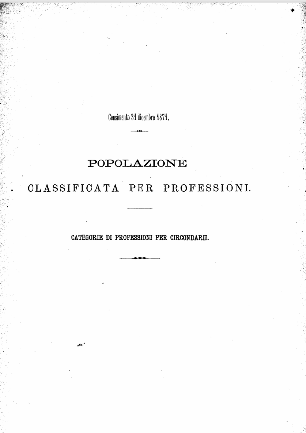 Censimento 31 dicembre 1871.
POPOLAZIONE
CLASSIFICATA PER PROFESSIONI.
CATEGORIE DI PROFESSIONI PER CIRCONDARII.